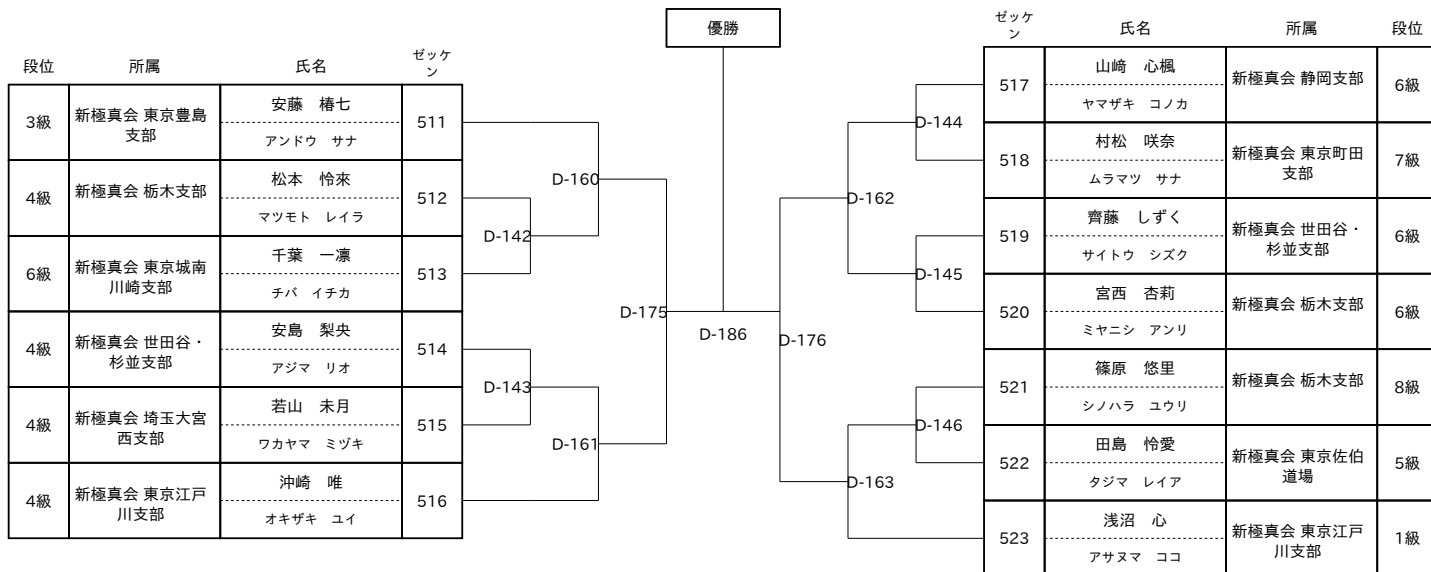 優勝
段位 所属 氏名 ゼッケ
ン
3級 新極真会 東京豊島
支部 安藤 椿七
アンドウ サナ 511
4級 新極真会 栃木支部 松本 怜來
マツモト レイラ 512
6級 新極真会 東京城南
川崎支部 千葉 一凛
チバ イチカ 513
4級 新極真会 世田谷・
杉並支部 安島 梨央
アジマ リオ 514
4級 新極真会 埼玉大宮
西支部 若山 未月
ワカヤマ ミヅキ 515
4級 新極真会 東京江戸
川支部 沖崎 唯
オキザキ ユイ 516
D-160
D-142
D-175
D-143
D-161
D-186
D-176
D-144
D-162
D-145
D-146
D-163
ゼッケ
ン 氏名 所属 段位
517 山﨑 心楓
ヤマザキ コノカ 新極真会 静岡支部 6級
518 村松 咲奈
ムラマツ サナ 新極真会 東京町田
支部 7級
519 齊藤 しずく
サイトウ シズク 新極真会 世田谷・
杉並支部 6級
520 宮西 杏莉
ミヤニシ アンリ 新極真会 栃木支部 6級
521 篠原 悠里
シノハラ ユウリ 新極真会 栃木支部 8級
522 田島 怜愛
タジマ レイア 新極真会 東京佐伯
道場 5級
523 浅沼 心
アサヌマ ココ 新極真会 東京江戸
川支部 1級